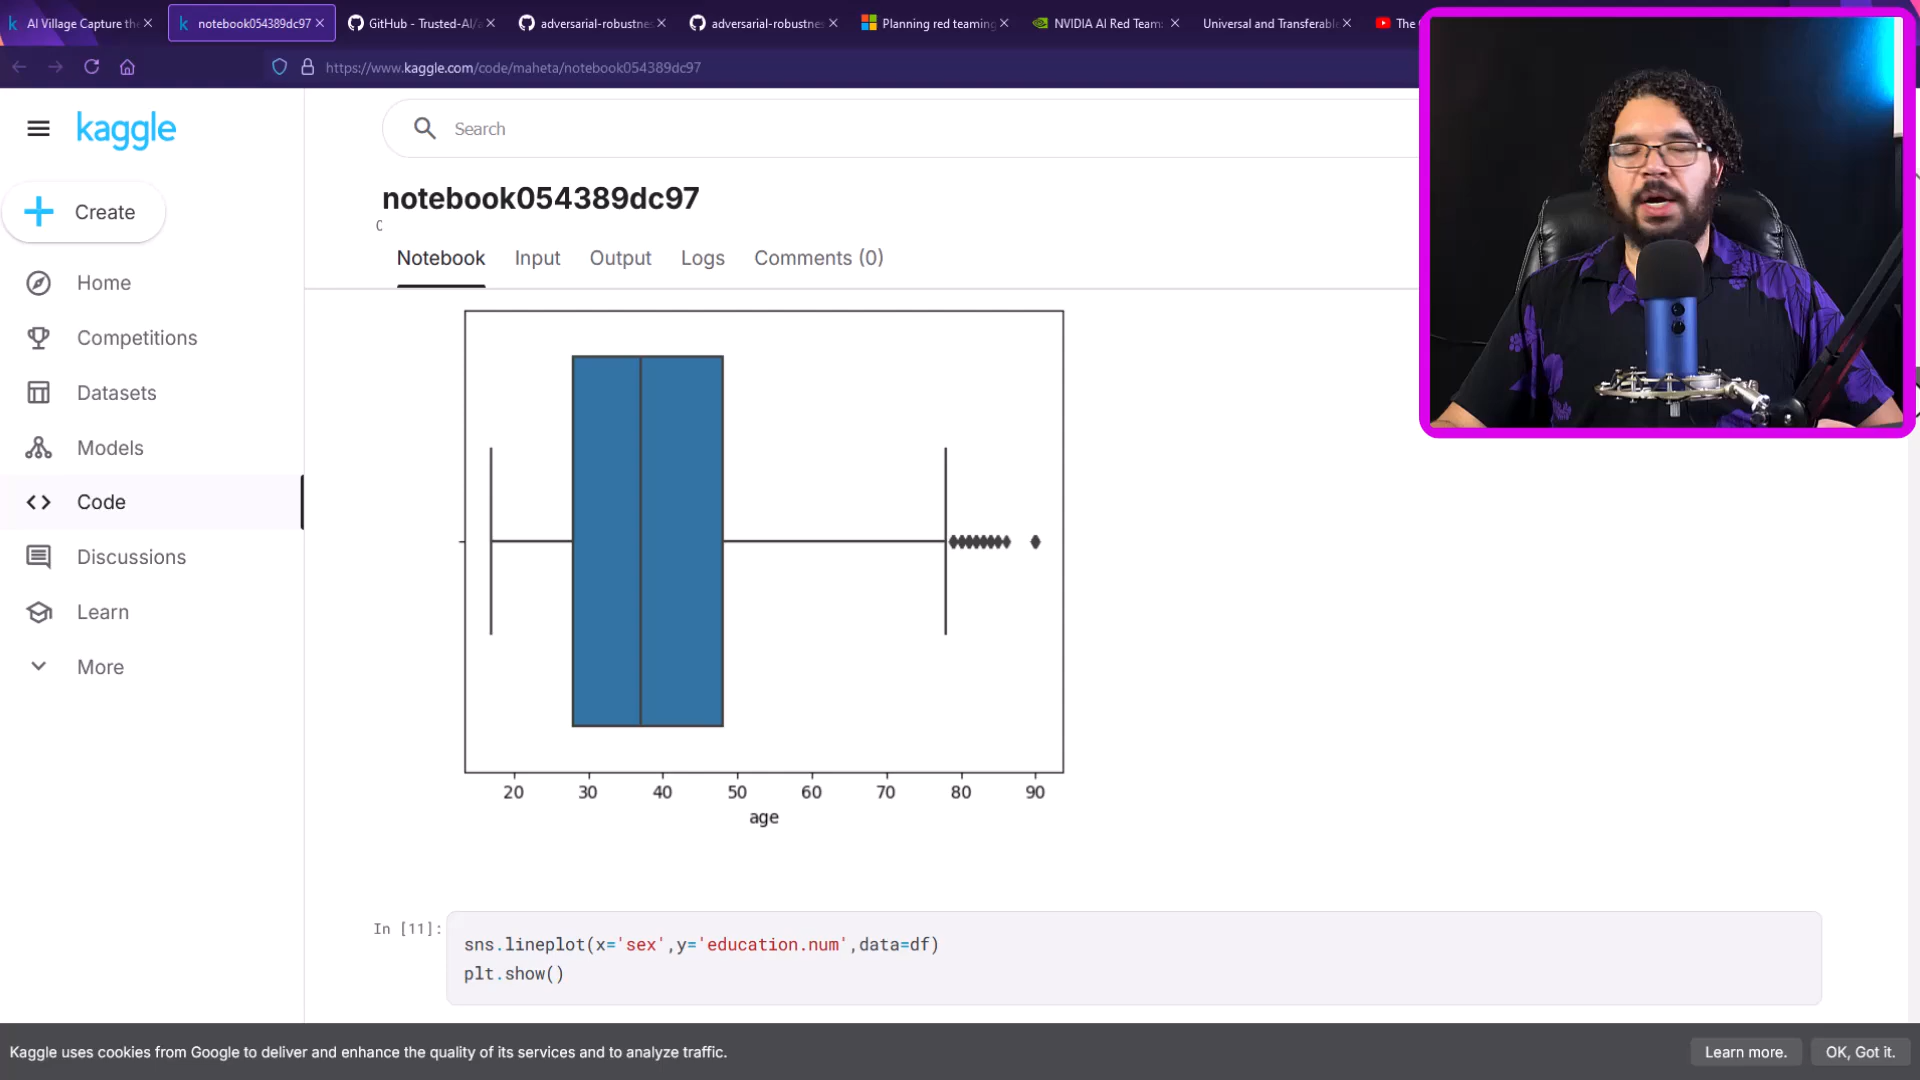 AI Village Capture the
notebook054389dc97
GitHub - Trusted-AI/a
adversarial-robustnes
adversarial-robustnes
Planning red teaming
NVIDIA AI Red Team:
Universal and Transferable
The
https://www.kaggle.com/code/maheta/notebook054389dc97
kaggle
Search
Create
Home
Competitions
Datasets
Models
Code
Discussions
Learn
More
notebook054389dc97
Notebook
Input
Output
Logs
Comments (0)
20 30 40 50 60 70 80 90
age
In [11]:
sns.lineplot(x='sex',y='education.num',data=df)
plt.show()
Kaggle uses cookies from Google to deliver and enhance the quality of its services and to analyze traffic.
Learn more.
OK, Got it.